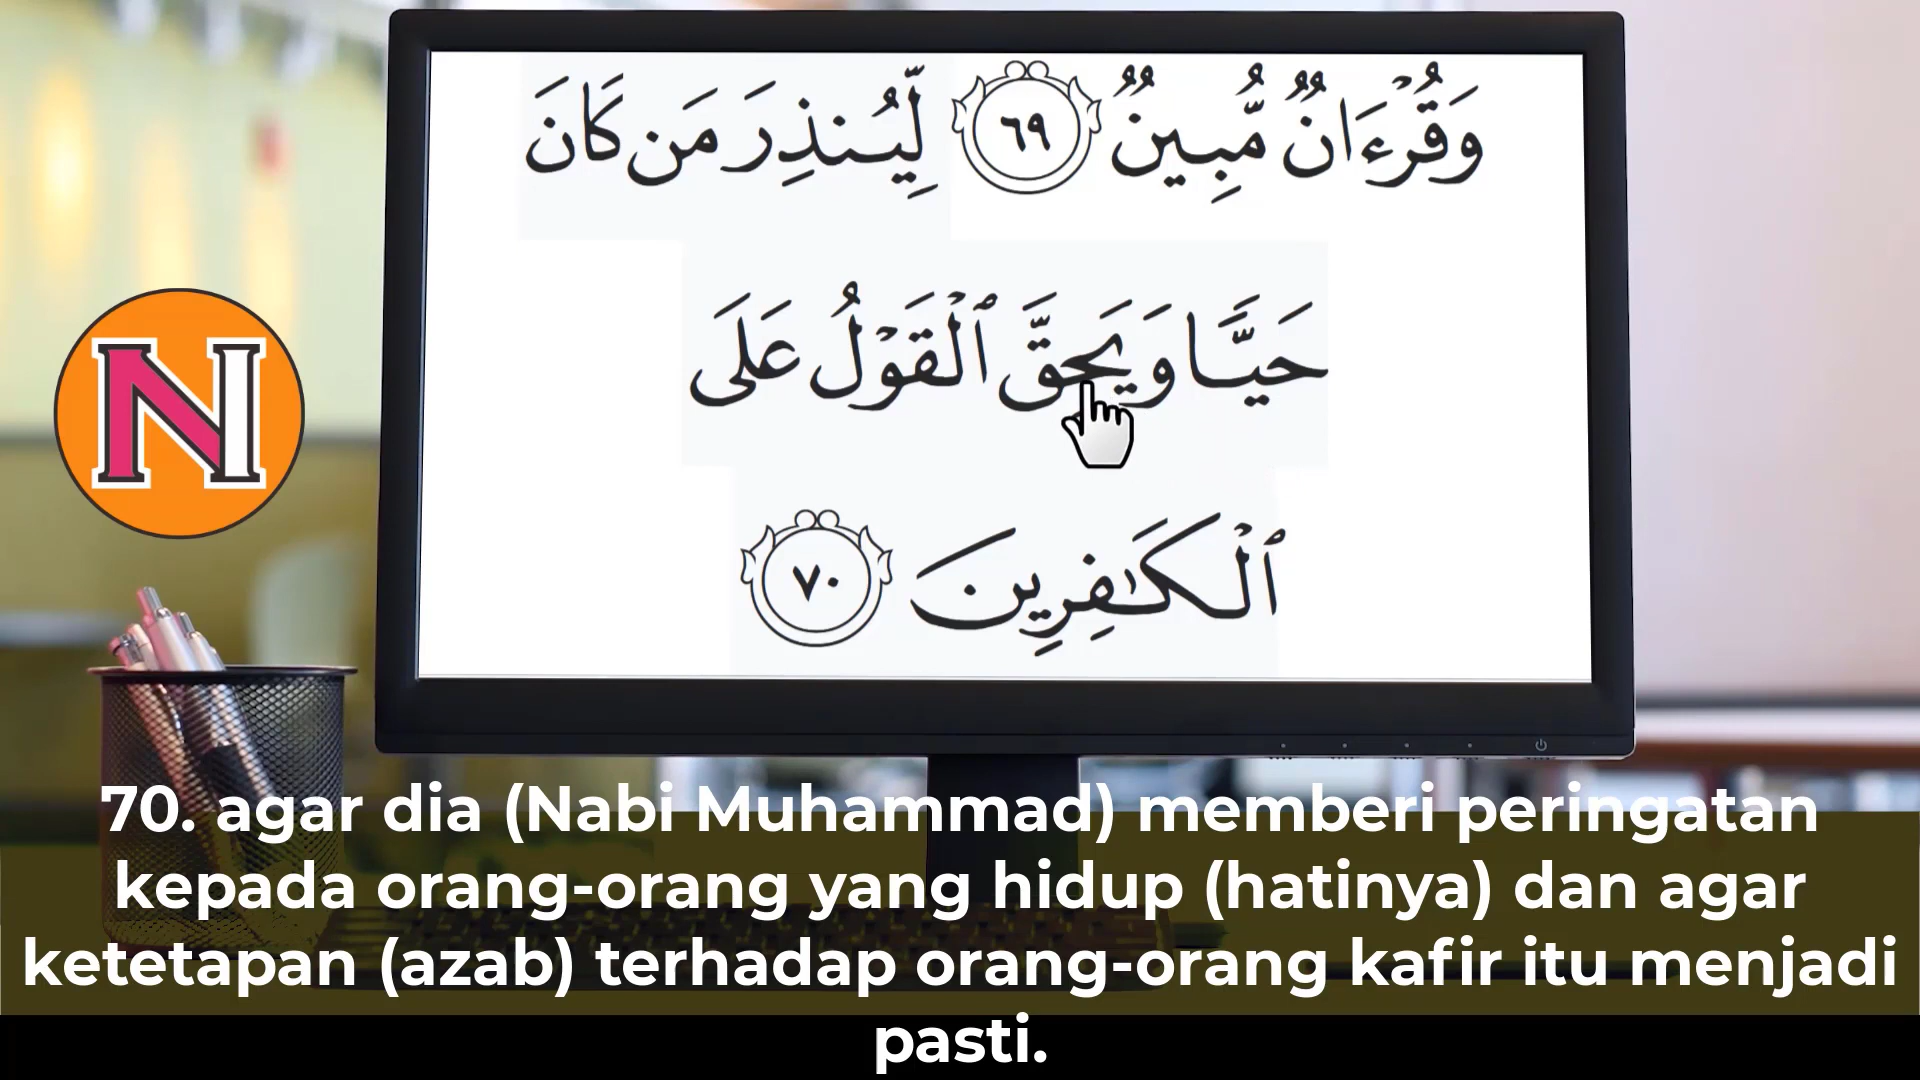 وَقُرْءَانٌ مُّبِينٌ ٦٩ لِّيُنذِرَ مَن كَانَ
حَيًّا وَيَحِقَّ ٱلْقَوْلُ عَلَى
ٱلْكَٰفِرِينَ ٧٠
N
70. agar dia (Nabi Muhammad) memberi peringatan
kepada orang-orang yang hidup (hatinya) dan agar
ketetapan (azab) terhadap orang-orang kafir itu menjadi
pasti.